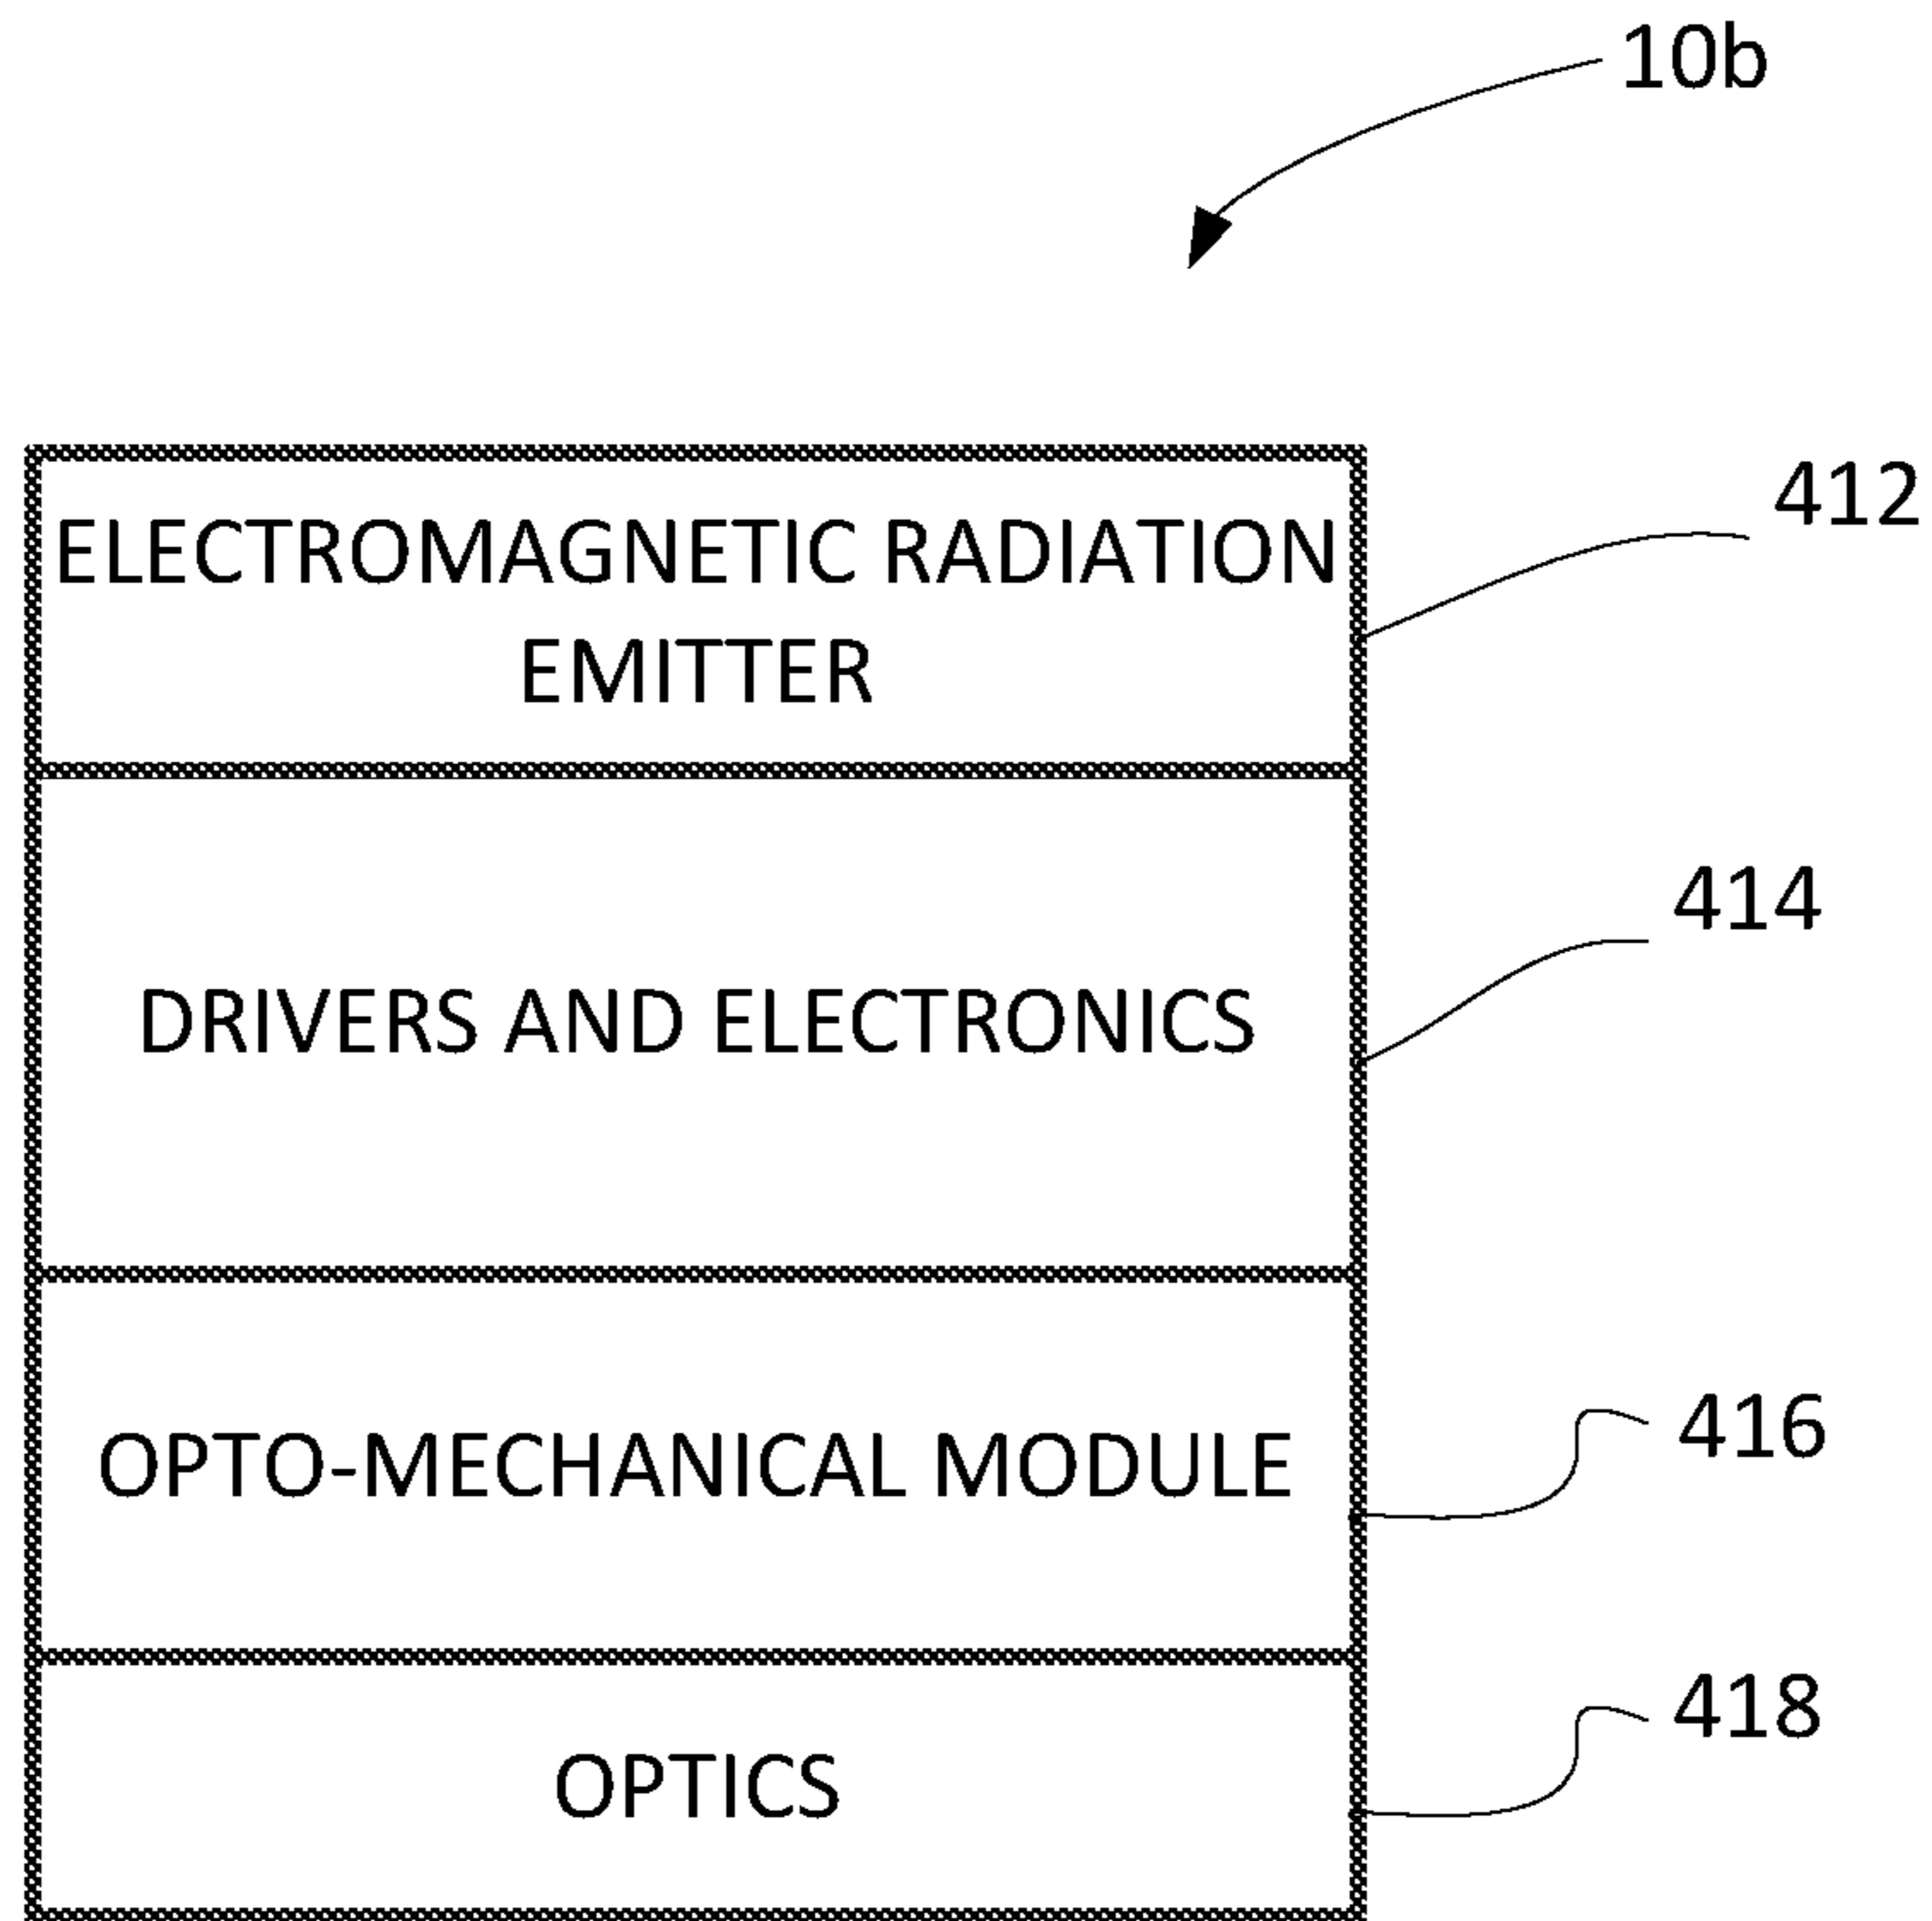 10b
412
ELECTROMAGNETIC RADIATION
EMITTER
414
DRIVERS AND ELECTRONICS
416
OPTO-MECHANICAL MODULE
418
OPTICS